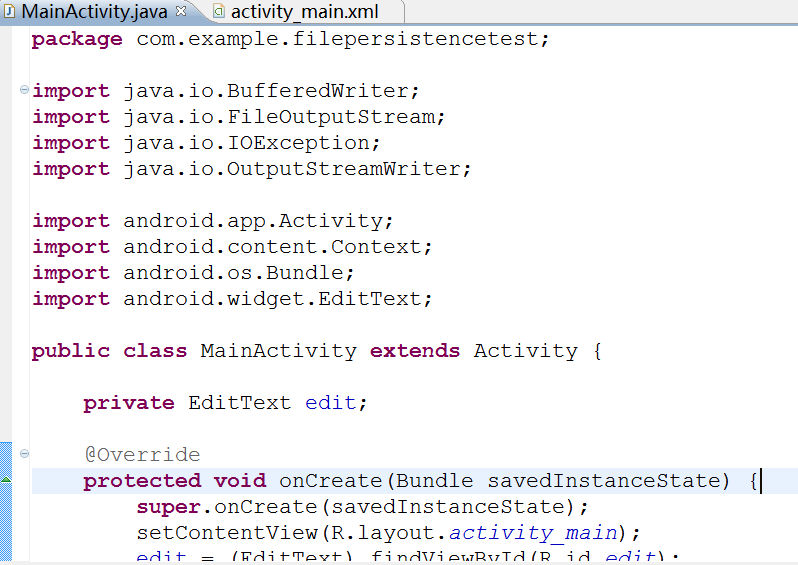 MainActivity.java
activity_main.xml
package com.example.filepersistencetest;
import java.io.BufferedWriter;
import java.io.FileOutputStream;
import java.io.IOException;
import java.io.OutputStreamWriter;
import android.app.Activity;
import android.content.Context;
import android.os.Bundle;
import android.widget.EditText;
public class MainActivity extends Activity {
private EditText edit;
@Override
protected void onCreate(Bundle savedInstanceState) {
super.onCreate(savedInstanceState);
setContentView(R.layout.activity_main);
edit = (EditText) findViewById(R.id.edit);